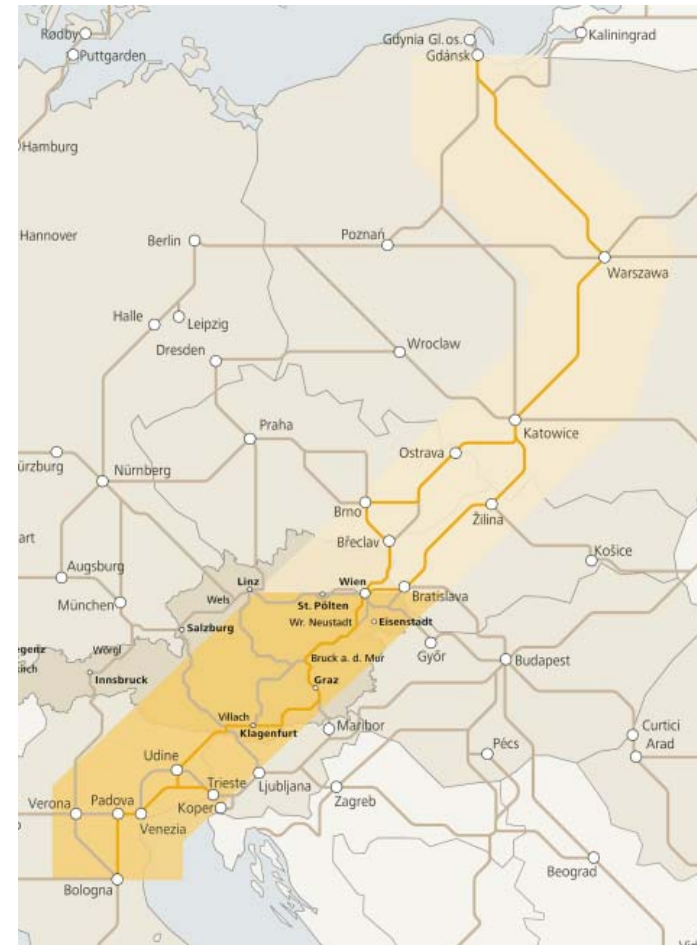 Rødby
Puttgarden
Gdynia Gl.os.
Gdańsk
Kaliningrad
Hamburg
Hannover
Berlin
Poznań
Warszawa
Halle
Leipzig
Dresden
Wroclaw
Katowice
Praha
Ostrava
ürzburg
Nürnberg
Brno
Žilina
art
Břeclav
Košice
Augsburg
Linz
Wien
Bratislava
München
Wels
St. Pölten
Wr. Neustadt
Eisenstadt
Salzburg
Győr
egenz
Wörgl
Bruck a. d. Mur
Budapest
irch
Innsbruck
Graz
Villach
Klagenfurt
Maribor
Curtici
Arad
Udine
Pécs
Trieste
Ljubljana
Verona
Padova
Koper
Zagreb
Venezia
Beograd
Bologna